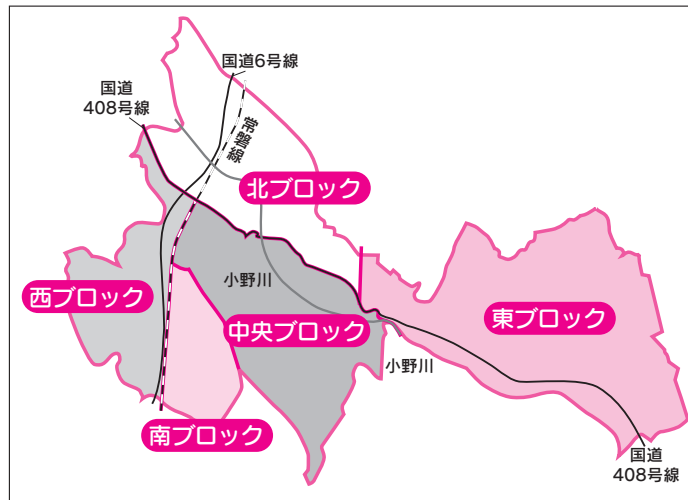 国道6号線
国道
408号線
常磐線
北ブロック
小野川
西ブロック
中央ブロック
東ブロック
小野川
南ブロック
国道
408号線